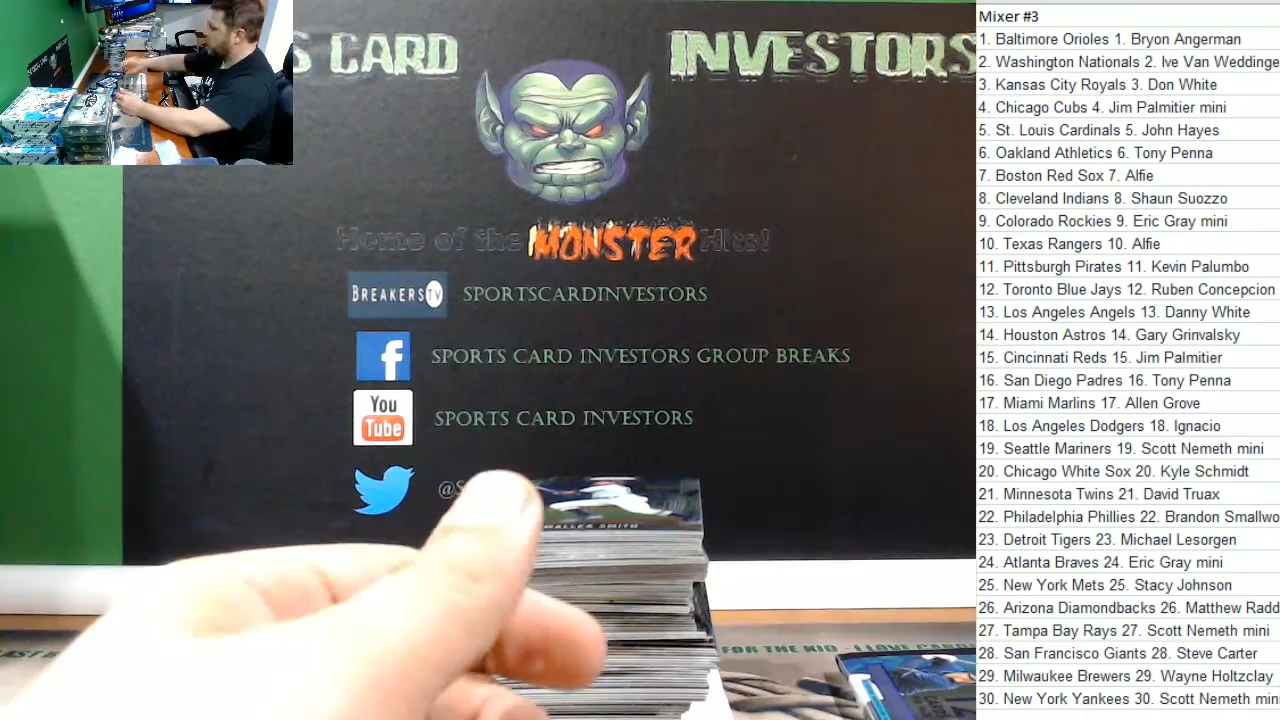 S CARD INVESTORS
Home of the MONSTER Hits!
BREAKERS TV SPORTSCARDINVESTORS
f SPORTS CARD INVESTORS GROUP BREAKS
You Tube SPORTS CARD INVESTORS
@S
SMITH
FOR THE KID - I LOVE
Mixer #3
1. Baltimore Orioles 1. Bryon Angerman
2. Washington Nationals 2. Ive Van Weddinge
3. Kansas City Royals 3. Don White
4. Chicago Cubs 4. Jim Palmitier mini
5. St. Louis Cardinals 5. John Hayes
6. Oakland Athletics 6. Tony Penna
7. Boston Red Sox 7. Alfie
8. Cleveland Indians 8. Shaun Suozzo
9. Colorado Rockies 9. Eric Gray mini
10. Texas Rangers 10. Alfie
11. Pittsburgh Pirates 11. Kevin Palumbo
12. Toronto Blue Jays 12. Ruben Concepcion
13. Los Angeles Angels 13. Danny White
14. Houston Astros 14. Gary Grinvalsky
15. Cincinnati Reds 15. Jim Palmitier
16. San Diego Padres 16. Tony Penna
17. Miami Marlins 17. Allen Grove
18. Los Angeles Dodgers 18. Ignacio
19. Seattle Mariners 19. Scott Nemeth mini
20. Chicago White Sox 20. Kyle Schmidt
21. Minnesota Twins 21. David Truax
22. Philadelphia Phillies 22. Brandon Smallwo
23. Detroit Tigers 23. Michael Lesorgen
24. Atlanta Braves 24. Eric Gray mini
25. New York Mets 25. Stacy Johnson
26. Arizona Diamondbacks 26. Matthew Radd
27. Tampa Bay Rays 27. Scott Nemeth mini
28. San Francisco Giants 28. Steve Carter
29. Milwaukee Brewers 29. Wayne Holtzclay
30. New York Yankees 30. Scott Nemeth min